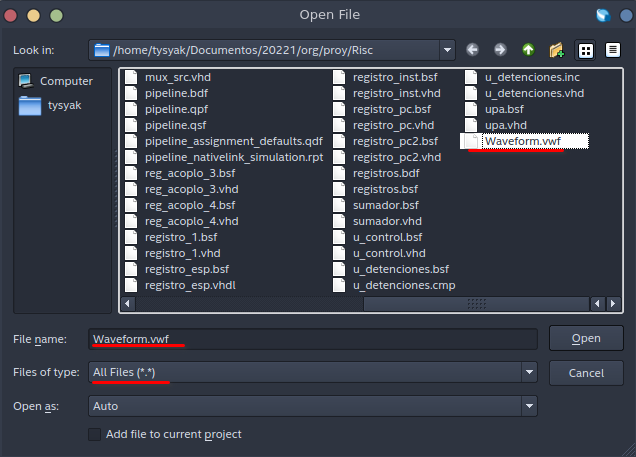 Open File
Look in: /home/tysyak/Documentos/20221/org/proy/Risc
Computer
tysyak
mux_src.vhd
pipeline.bdf
pipeline.qpf
pipeline.qsf
pipeline_assignment_defaults.qdf
pipeline_nativelink_simulation.rpt
reg_acoplo_3.bsf
reg_acoplo_3.vhd
reg_acoplo_4.bsf
reg_acoplo_4.vhd
registro_1.bsf
registro_1.vhd
registro_esp.bsf
registro_esp.vhdl
registro_inst.bsf
registro_inst.vhd
registro_pc.bsf
registro_pc.vhd
registro_pc2.bsf
registro_pc2.vhd
registros.bdf
registros.bsf
sumador.bsf
sumador.vhd
u_control.bsf
u_control.vhd
u_detenciones.bsf
u_detenciones.cmp
u_detenciones.inc
u_detenciones.vhd
upa.bsf
upa.vhd
Waveform.vwf
File name: Waveform.vwf Open
Files of type: All Files (*.*) Cancel
Open as: Auto
Add file to current project